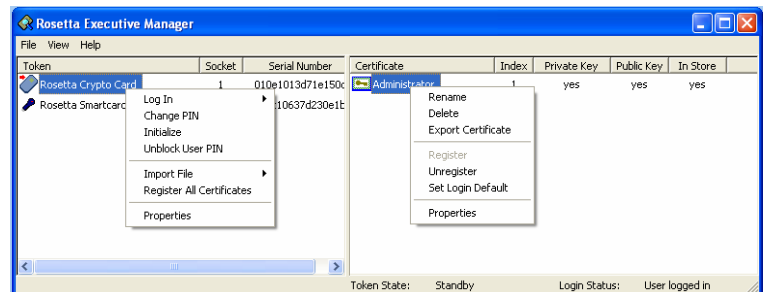 Rosetta Executive Manager
File View Help
Token Socket Serial Number Certificate Index Private Key Public Key In Store
Rosetta Crypto Card 1 010e1013d71e150c Administrator 1 yes yes yes
Rosetta Smartcard 10637d230e1b
Log In
Change PIN
Initialize
Unblock User PIN
Import File
Register All Certificates
Properties
Rename
Delete
Export Certificate
Register
Unregister
Set Login Default
Properties
Token State: Standby Login Status: User logged in